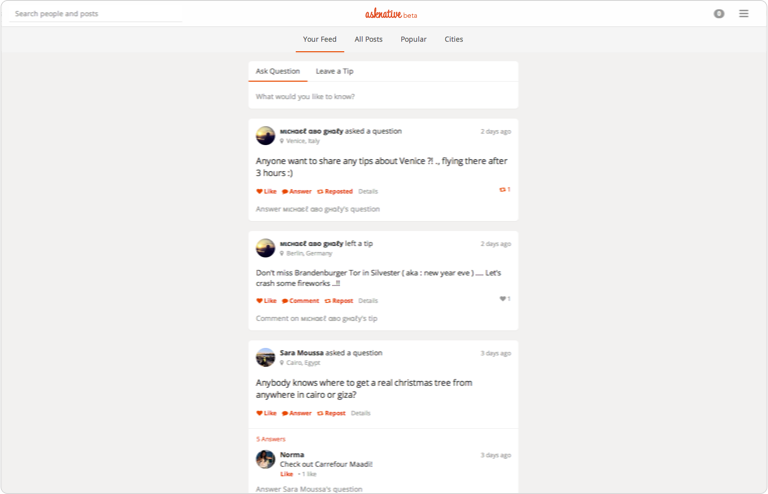 Search people and posts
asknative/beta
0
Your Feed All Posts Popular Cities
Ask Question Leave a Tip
What would you like to know?
мιcнαεℓ αвσ gнαℓy asked a question 2 days ago
Venice, Italy
Anyone want to share any tips about Venice ?! ., flying there after
3 hours :)
Like Answer Reposted Details 1
Answer мιcнαεℓ αвσ gнαℓy's question
мιcнαεℓ αвσ gнαℓy left a tip 2 days ago
Berlin, Germany
Don't miss Brandenburger Tor in Silvester ( aka : new year eve ) .... Let's
crash some fireworks ..!!
Like Comment Repost Details 1
Comment on мιcнαεℓ αвσ gнαℓy's tip
Sara Moussa asked a question 3 days ago
Cairo, Egypt
Anybody knows where to get a real christmas tree from
anywhere in cairo or giza?
Like Answer Repost Details
5 Answers
Norma 3 days ago
Check out Carrefour Maadi!
Like • 1 like
Answer Sara Moussa's question